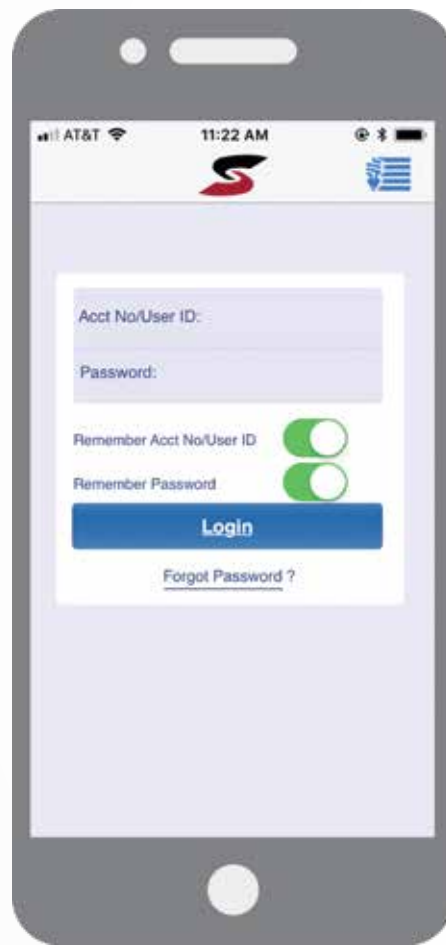 AT&T 11:22 AM
Acct No/User ID:
Password:
Remember Acct No/User ID
Remember Password
Login
Forgot Password ?